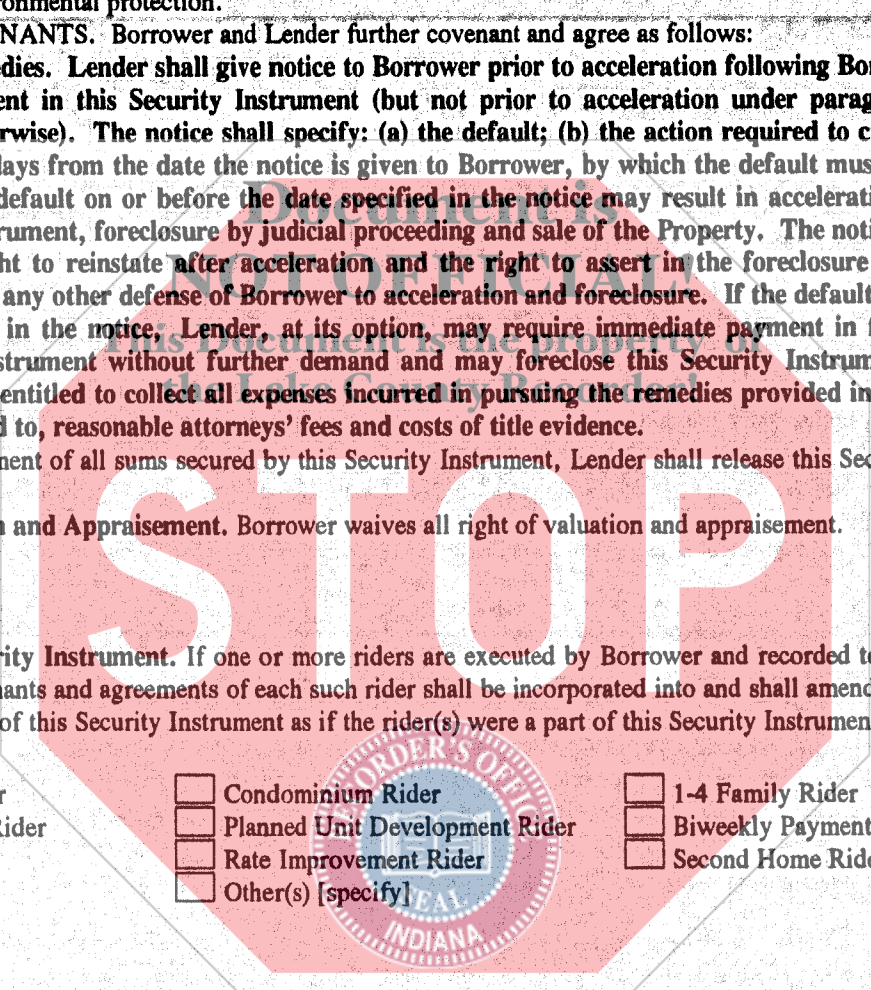 ronmental protection.
NANTS. Borrower and Lender further covenant and agree as follows:
edies. Lender shall give notice to Borrower prior to acceleration following Bor
ent in this Security Instrument (but not prior to acceleration under parag
rwise). The notice shall specify: (a) the default; (b) the action required to c
days from the date the notice is given to Borrower, by which the default mus
default on or before the date specified in the notice may result in accelerati
rument, foreclosure by judicial proceeding and sale of the Property. The noti
ht to reinstate after acceleration and the right to assert in the foreclosure
any other defense of Borrower to acceleration and foreclosure. If the default
in the notice, Lender, at its option, may require immediate payment in f
strument without further demand and may foreclose this Security Instrum
entitled to collect all expenses incurred in pursuing the remedies provided in
d to, reasonable attorneys' fees and costs of title evidence.
ment of all sums secured by this Security Instrument, Lender shall release this Sec
n and Appraisement. Borrower waives all right of valuation and appraisement.
rity Instrument. If one or more riders are executed by Borrower and recorded to
nants and agreements of each such rider shall be incorporated into and shall amend
of this Security Instrument as if the rider(s) were a part of this Security Instrumen
r Condominium Rider 1-4 Family Rider
Rider Planned Unit Development Rider Biweekly Payment
Rate Improvement Rider Second Home Ride
Other(s) [specify]
Document is
NOT OFFICIAL!
This Document is the property of
the Lake County Recorder!
STOP
RECORDER'S OFFICE
SEAL
INDIANA